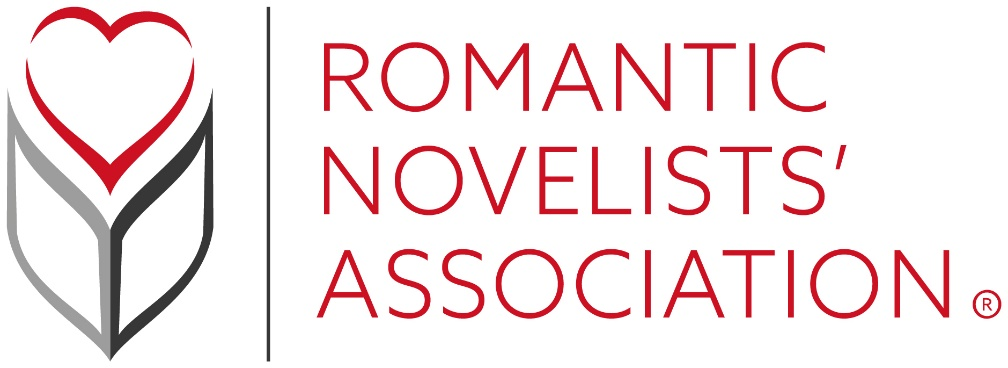 ROMANTIC
NOVELISTS’
ASSOCIATION ®